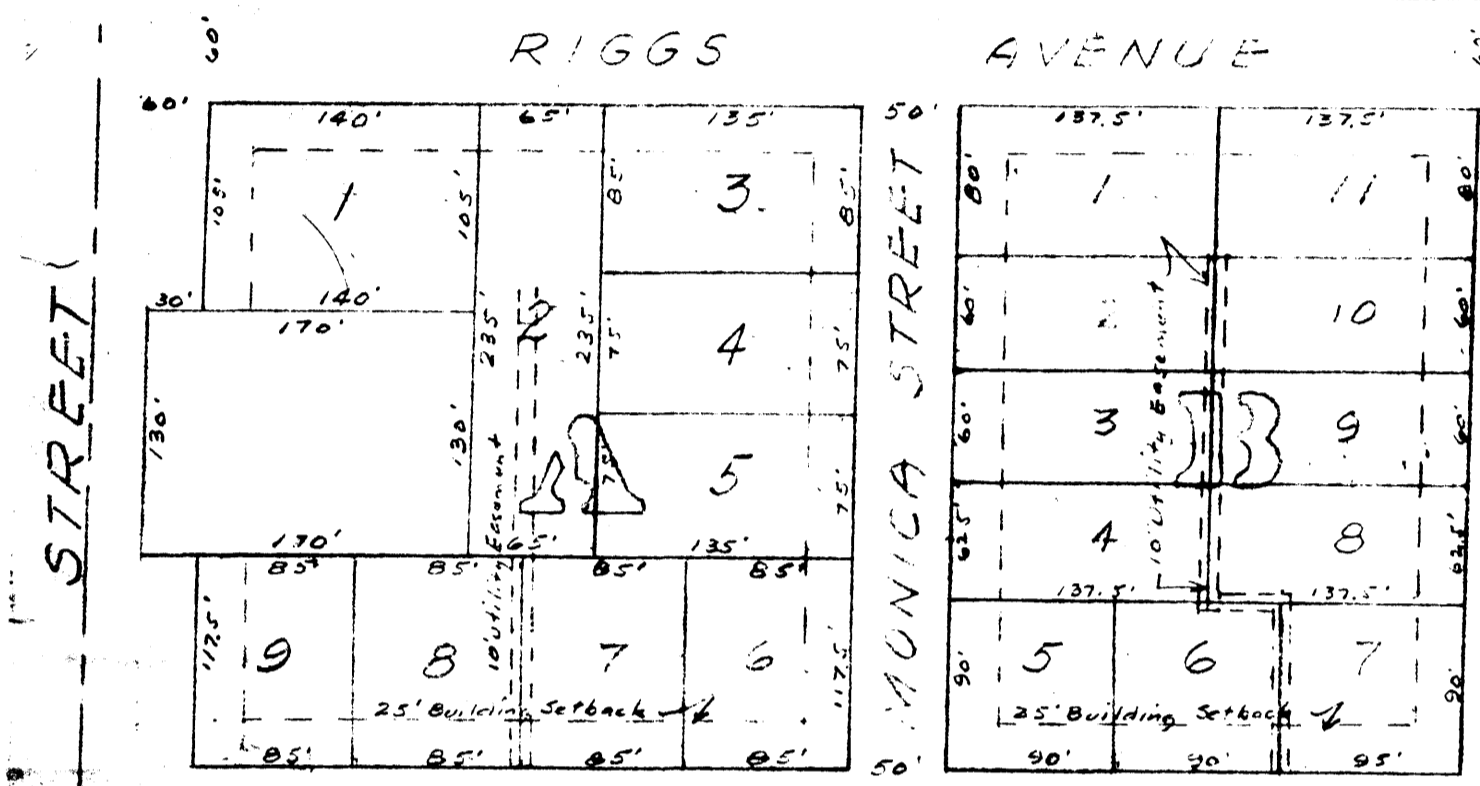 60'
RIGGS AVENUE
60' 140' 65' 135' 50' 137.5' 137.5'
105' 1 105' 85' 3 85' 80' 1 11 80'
30' 140'
170' 235' 2 235' 75' 4 75' 60' 2 10 60'
130' 130' 75' 5 75' 60' 3 9 60'
A B
10' Utility Easement
10' Utility Easement
62.5' 4 8 62.5'
170' 65' 135'
85' 85' 85' 85' 137.5' 137.5'
117.5' 9 8 7 6 117.5' 90' 5 6 7 90'
25' Building Setback 25' Building Setback
85' 85' 85' 85' 50' 90' 90' 95'
STREET
MONICA STREET